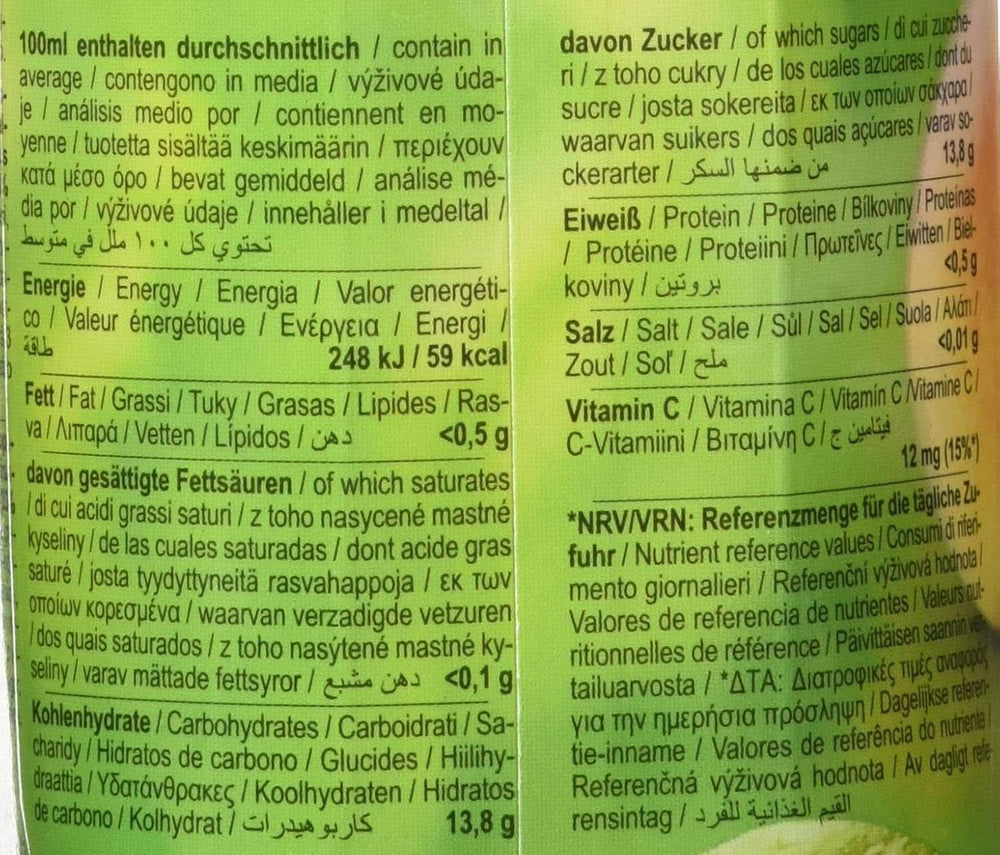 100ml enthalten durchschnittlich / contain in
average / contengono in media / výživové úda-
je / análisis medio por / contiennent en mo-
yenne / tuotetta sisältää keskimäärin / περιέχουν
κατά μέσο όρο / bevat gemiddeld / análise mé-
dia por / výživové údaje / innehåller i medeltal /
تحتوي كل ١٠٠ ملل في متوسط
Energie / Energy / Energia / Valor energéti-
co / Valeur énergétique / Ενέργεια / Energi /
طاقة 248 kJ / 59 kcal
Fett / Fat / Grassi / Tuky / Grasas / Lipides / Ras-
va / Λιπαρά / Vetten / Lípidos / دهن <0,5 g
davon gesättigte Fettsäuren / of which saturates
/ di cui acidi grassi saturi / z toho nasycené mastné
kyseliny / de las cuales saturadas / dont acide gras
saturé / josta tyydyttyneitä rasvahappoja / εκ των
οποίων κορεσμένα / waarvan verzadigde vetzuren
/ dos quais saturados / z toho nasýtené mastné ky-
seliny / varav mättade fettsyror / دهن مشبع <0,1 g
Kohlenhydrate / Carbohydrates / Carboidrati / Sa-
charidy / Hidratos de carbono / Glucides / Hiilihy-
draattia / Υδατάνθρακες / Koolhydraten / Hidratos
de carbono / Kolhydrat / كاربو هيدرات 13,8 g
davon Zucker / of which sugars / di cui zucche-
ri / z toho cukry / de los cuales azúcares / dont du
sucre / josta sokereita / εκ των οποίων σάκχαρα /
waarvan suikers / dos quais açúcares / varav so-
ckerarter / من ضمنها السكر 13,8 g
Eiweiß / Protein / Proteine / Bílkoviny / Proteínas
/ Protéine / Proteiini / Πρωτεΐνες / Eiwitten / Biel-
koviny / بروتين <0,5 g
Salz / Salt / Sale / Sůl / Sal / Sel / Suola / Αλάτι /
Zout / Soľ / ملح <0,01 g
Vitamin C / Vitamina C / Vitamín C /Vitamine C /
C-Vitamiini / Βιταμίνη C / فيتامين ج
12 mg (15%*)
*NRV/VRN: Referenzmenge für die tägliche Zu-
fuhr / Nutrient reference values / Consumi di riferi-
mento giornalieri / Referenční výživová hodnota /
Valores de referencia de nutrientes / Valeurs nut-
ritionnelles de référence / Päivittäisen saannin ver-
tailuarvosta / *ΔΤΑ: Διατροφικές τιμές αναφοράς
για την ημερήσια πρόσληψη / Dagelijkse referen-
tie-inname / Valores de referência do nutriente /
Referenčná výživová hodnota / Av dagligt refe-
rensintag / القيم الغذائية للفرد